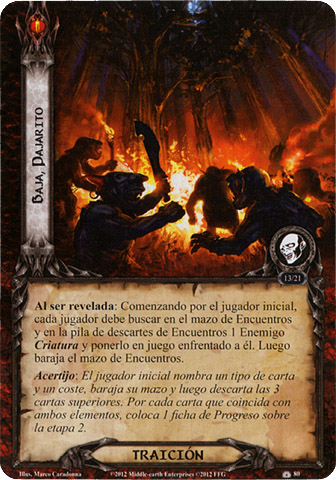 BAJA, PAJARITO
13/21
Al ser revelada: Comenzando por el jugador inicial,
cada jugador debe buscar en el mazo de Encuentros
y en la pila de descartes de Encuentros 1 Enemigo
Criatura y ponerlo en juego enfrentado a él. Luego
baraja el mazo de Encuentros.
Acertijo: El jugador inicial nombra un tipo de carta
y un coste, baraja su mazo y luego descarta las 3
cartas superiores. Por cada carta que coincida con
ambos elementos, coloca 1 ficha de Progreso sobre
la etapa 2.
TRAICIÓN
Illus. Marco Caradonna
©2012 Middle-earth Enterprises ©2012 FFG
80